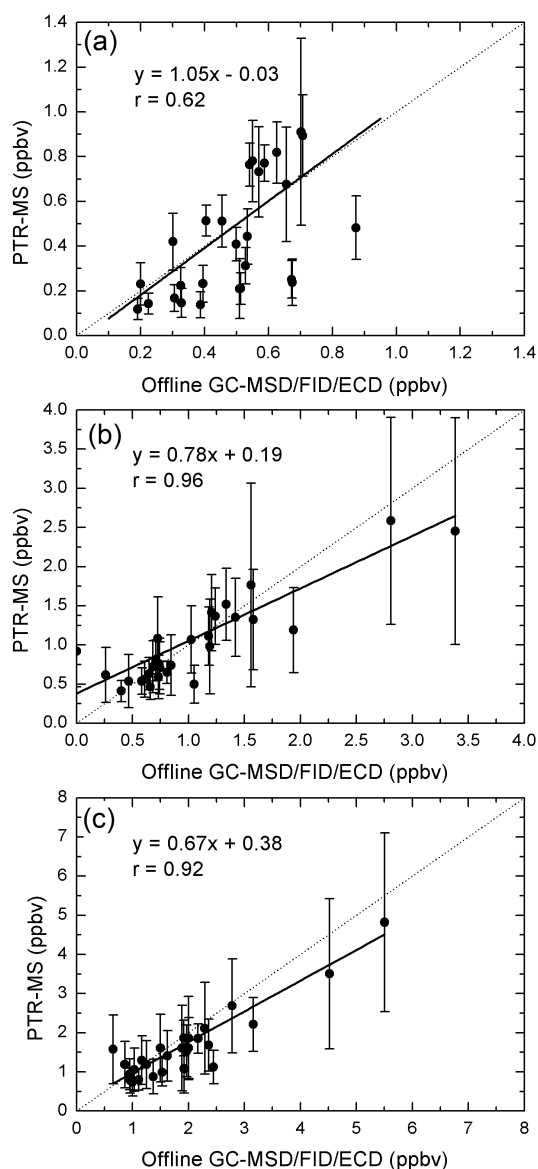 (a)
y = 1.05x - 0.03
r = 0.62
1.4
1.2
1.0
0.8
0.6
0.4
0.2
0.0
PTR-MS (ppbv)
0.0 0.2 0.4 0.6 0.8 1.0 1.2 1.4
Offline GC-MSD/FID/ECD (ppbv)
(b)
y = 0.78x + 0.19
r = 0.96
4.0
3.5
3.0
2.5
2.0
1.5
1.0
0.5
0.0
PTR-MS (ppbv)
0.0 0.5 1.0 1.5 2.0 2.5 3.0 3.5 4.0
Offline GC-MSD/FID/ECD (ppbv)
(c)
y = 0.67x + 0.38
r = 0.92
8
7
6
5
4
3
2
1
0
PTR-MS (ppbv)
0 1 2 3 4 5 6 7 8
Offline GC-MSD/FID/ECD (ppbv)